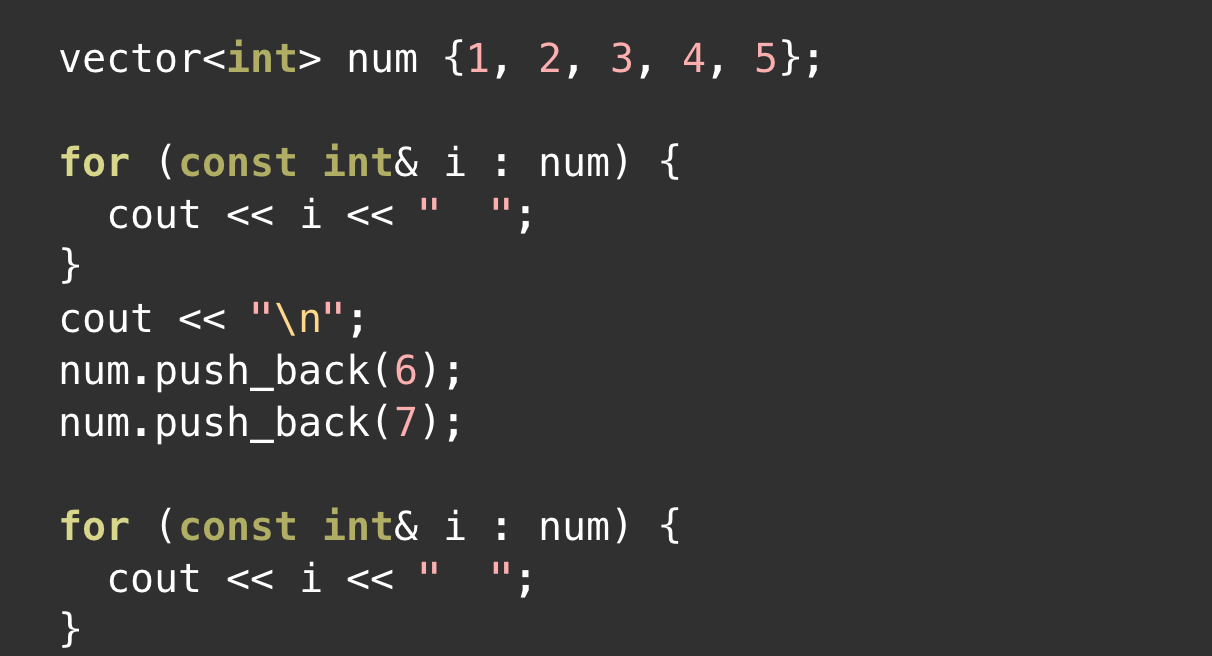 vector<int> num {1, 2, 3, 4, 5};
for (const int& i : num) {
  cout << i << "  ";
}
cout << "\n";
num.push_back(6);
num.push_back(7);
for (const int& i : num) {
  cout << i << "  ";
}